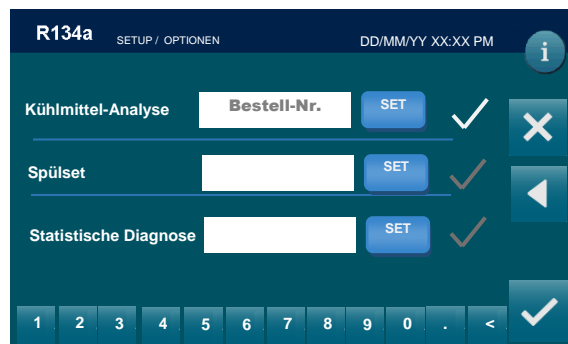 R134a SETUP / OPTIONEN DD/MM/YY XX:XX PM
i
Kühlmittel-Analyse Bestell-Nr. SET
Spülset SET
Statistische Diagnose SET
1 2 3 4 5 6 7 8 9 0 . <